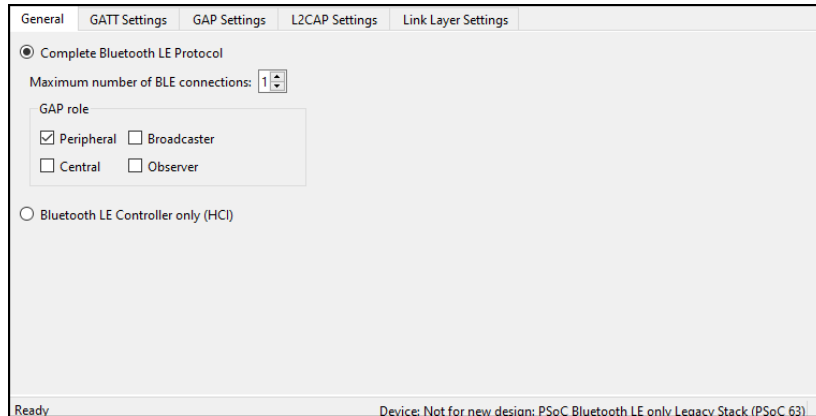 General GATT Settings GAP Settings L2CAP Settings Link Layer Settings
Complete Bluetooth LE Protocol
Maximum number of BLE connections: 1
GAP role
Peripheral Broadcaster
Central Observer
Bluetooth LE Controller only (HCI)
Ready Device: Not for new design: PSoC Bluetooth LE only Legacy Stack (PSoC 63)